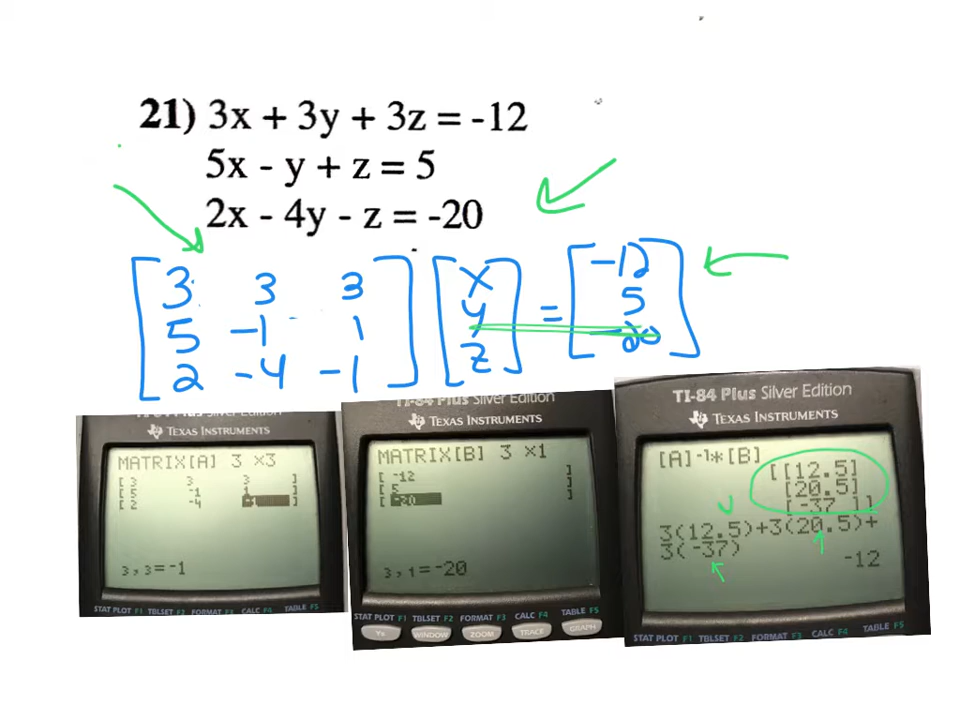 21) 3x + 3y + 3z = -12
5x - y + z = 5
2x - 4y - z = -20
[3 3 3] [x] = [-12]
[5 -1 1] [y] [5]
[2 -4 -1] [z] [-20]
TI-84 Plus Silver Edition
TEXAS INSTRUMENTS
MATRIX[A] 3 ×3
[3 3 3 ]
[5 -1 1 ]
[2 -4 -1 ]
3,3=-1
STAT PLOT F1 TBLSET F2 FORMAT F3 CALC F4 TABLE F5
TI-84 Plus Silver Edition
TEXAS INSTRUMENTS
MATRIX[B] 3 ×1
[-12 ]
[5 ]
[-20 ]
3,1=-20
STAT PLOT F1 TBLSET F2 FORMAT F3 CALC F4 TABLE F5
Y= WINDOW ZOOM TRACE GRAPH
TI-84 Plus Silver Edition
TEXAS INSTRUMENTS
[A]-1*[B]
[[12.5]
[20.5]
[-37 ]]
3(12.5)+3(20.5)+
3(-37)
-12
STAT PLOT F1 TBLSET F2 FORMAT F3 CALC F4 TABLE F5